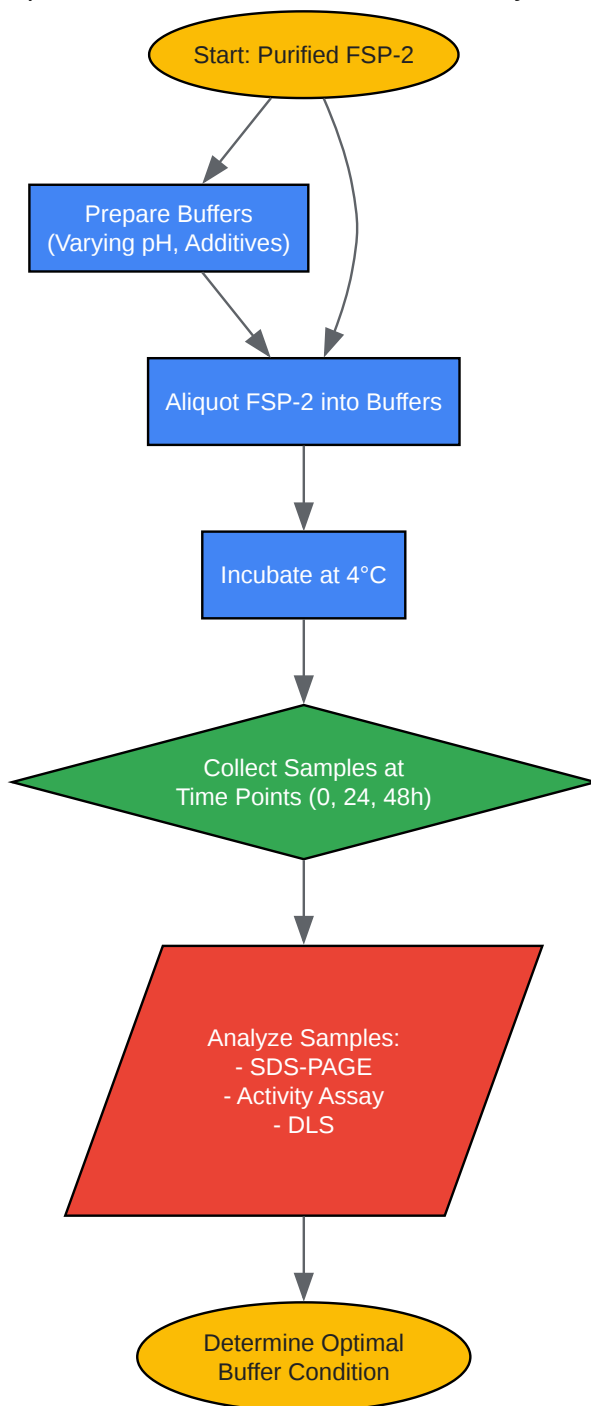 Start: Purified FSP-2
Prepare Buffers
(Varying pH, Additives)
Aliquot FSP-2 into Buffers
Incubate at 4°C
Collect Samples at
Time Points (0, 24, 48h)
Analyze Samples:
- SDS-PAGE
- Activity Assay
- DLS
Determine Optimal
Buffer Condition